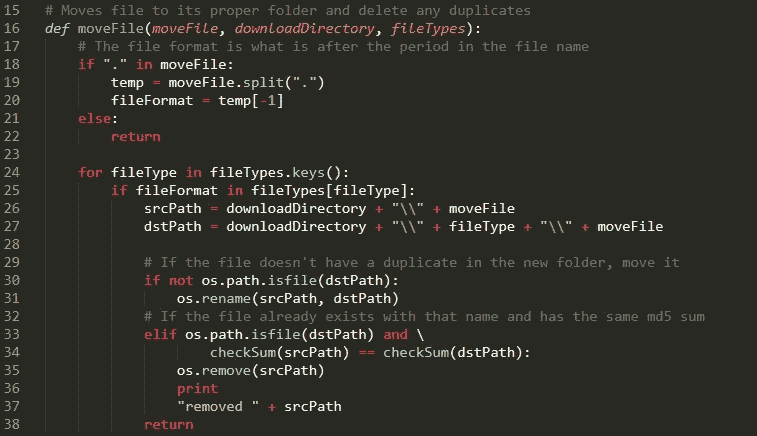 15 # Moves file to its proper folder and delete any duplicates
16 def moveFile(moveFile, downloadDirectory, fileTypes):
17     # The file format is what is after the period in the file name
18     if "." in moveFile:
19         temp = moveFile.split(".")
20         fileFormat = temp[-1]
21     else:
22         return
23
24     for fileType in fileTypes.keys():
25         if fileFormat in fileTypes[fileType]:
26             srcPath = downloadDirectory + "\\" + moveFile
27             dstPath = downloadDirectory + "\\" + fileType + "\\" + moveFile
28
29             # If the file doesn't have a duplicate in the new folder, move it
30             if not os.path.isfile(dstPath):
31                 os.rename(srcPath, dstPath)
32             # If the file already exists with that name and has the same md5 sum
33             elif os.path.isfile(dstPath) and \
34                     checkSum(srcPath) == checkSum(dstPath):
35                 os.remove(srcPath)
36                 print
37                 "removed " + srcPath
38             return